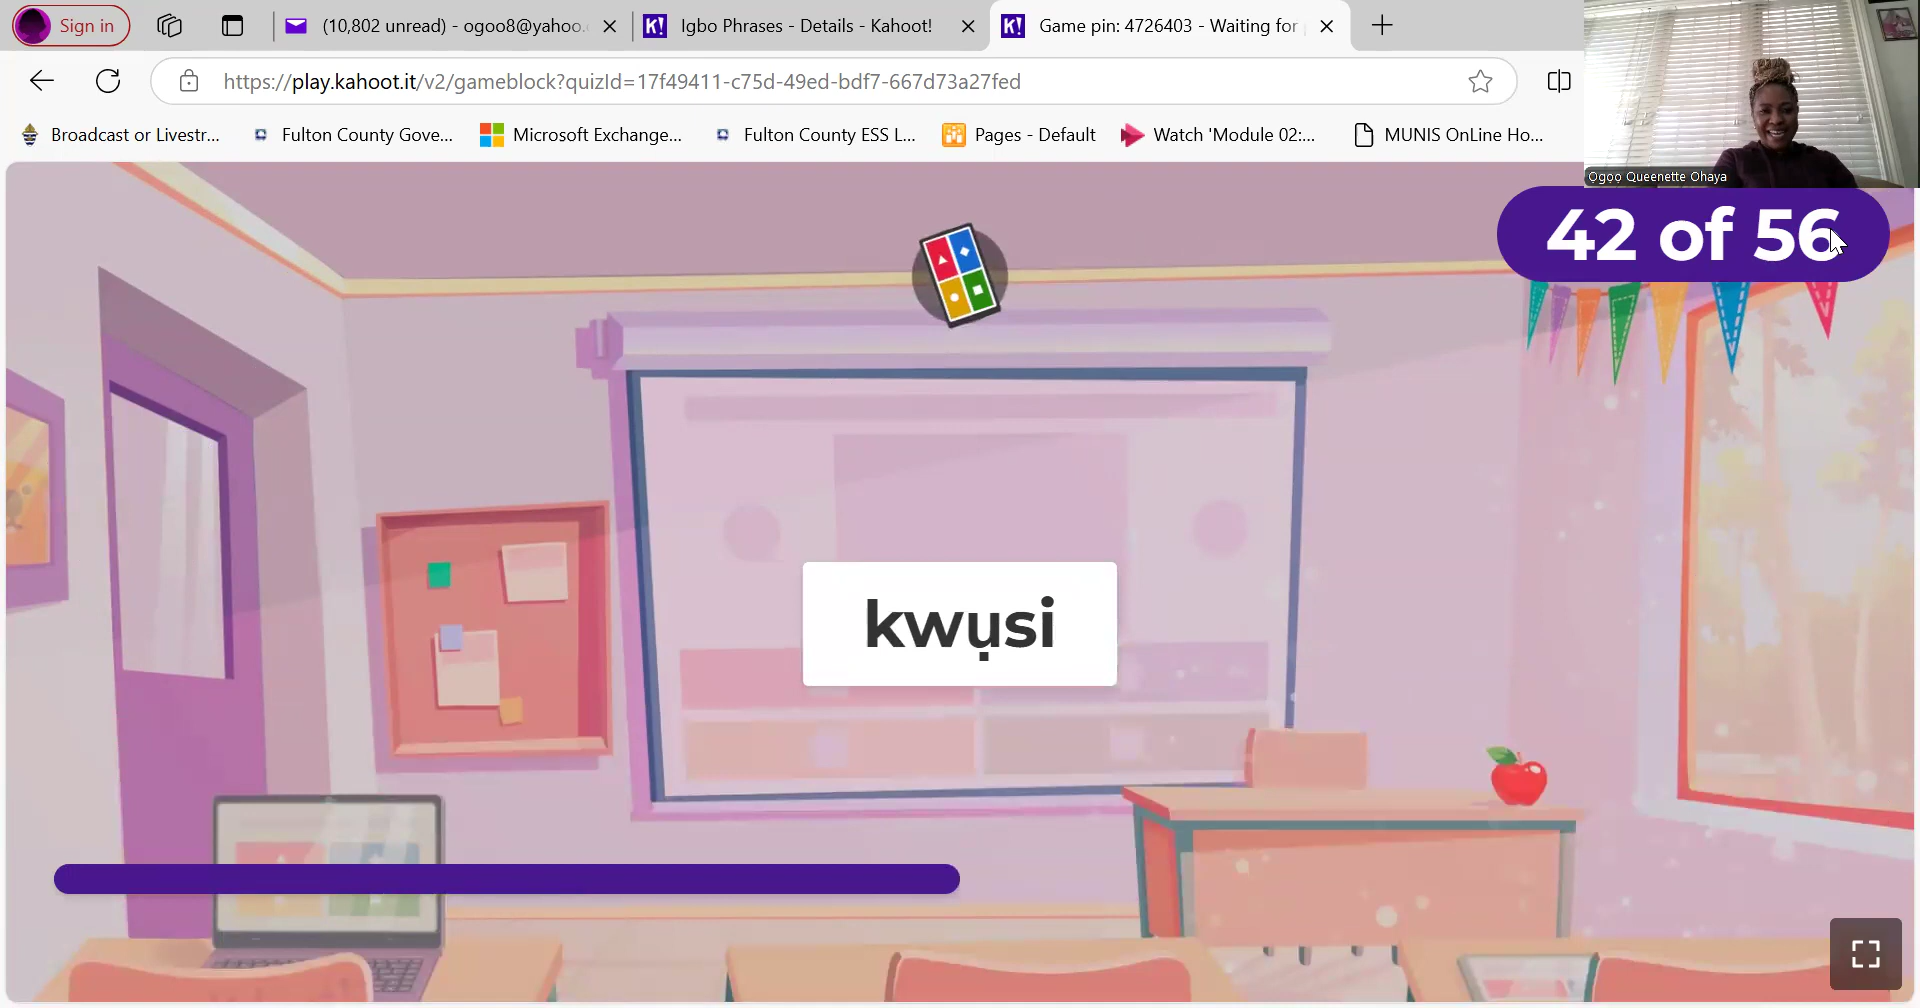 Sign in
(10,802 unread) - ogoo8@yahoo.
Igbo Phrases - Details - Kahoot!
Game pin: 4726403 - Waiting for
https://play.kahoot.it/v2/gameblock?quizId=17f49411-c75d-49ed-bdf7-667d73a27fed
Broadcast or Livestr...
Fulton County Gove...
Microsoft Exchange...
Fulton County ESS L...
Pages - Default
Watch 'Module 02:...
MUNIS OnLine Ho...
Ọgọọ Queenette Ohaya
42 of 56
kwụsi